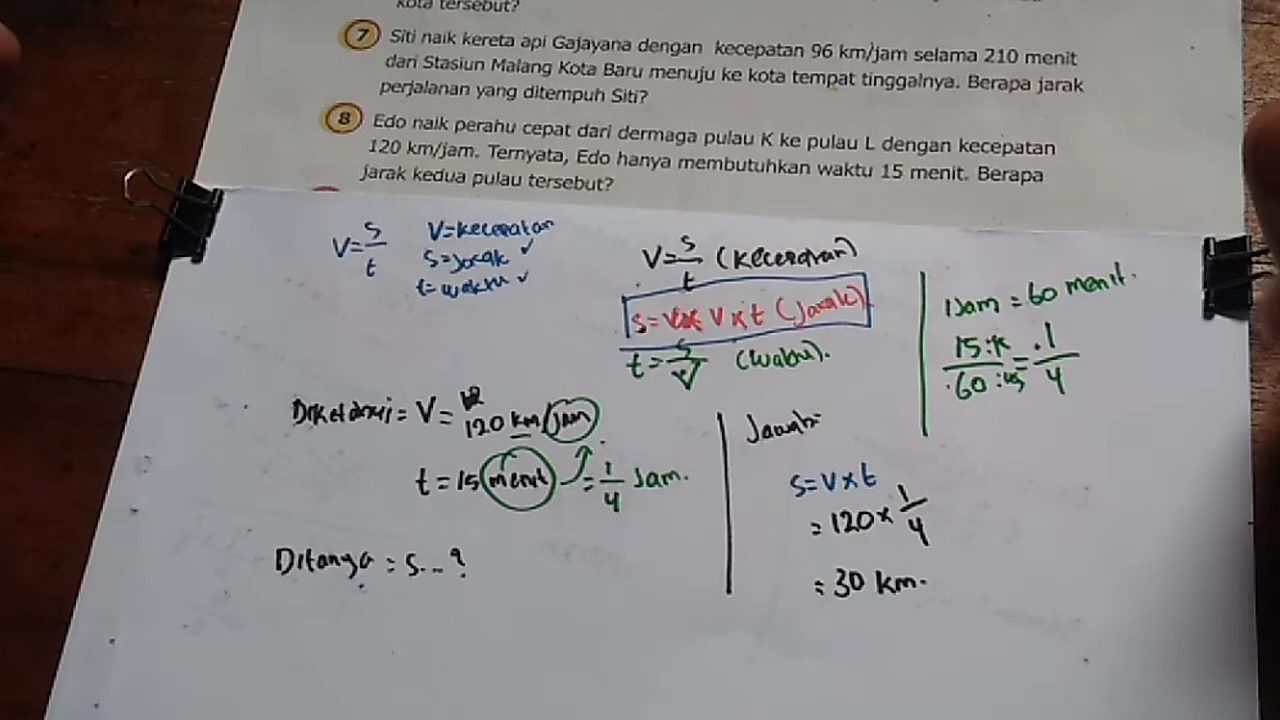 kota tersebut?
7 Siti naik kereta api Gajayana dengan kecepatan 96 km/jam selama 210 menit
dari Stasiun Malang Kota Baru menuju ke kota tempat tinggalnya. Berapa jarak
perjalanan yang ditempuh Siti?
8 Edo naik perahu cepat dari dermaga pulau K ke pulau L dengan kecepatan
120 km/jam. Ternyata, Edo hanya membutuhkan waktu 15 menit. Berapa
jarak kedua pulau tersebut?
V = s/t
V = kecepatan
s = jarak ✓
t = waktu ✓
V = s/t (kecepatan)
s = V x t (Jarak)
t = s/v (waktu).
1 Jam = 60 menit.
15 : 15 / 60 : 15 = 1/4
Diketahui = V = 120 km/jam
t = 15 menit = 1/4 Jam.
Ditanya = s...?
Jawab:
s = v x t
= 120 x 1/4
= 30 km.